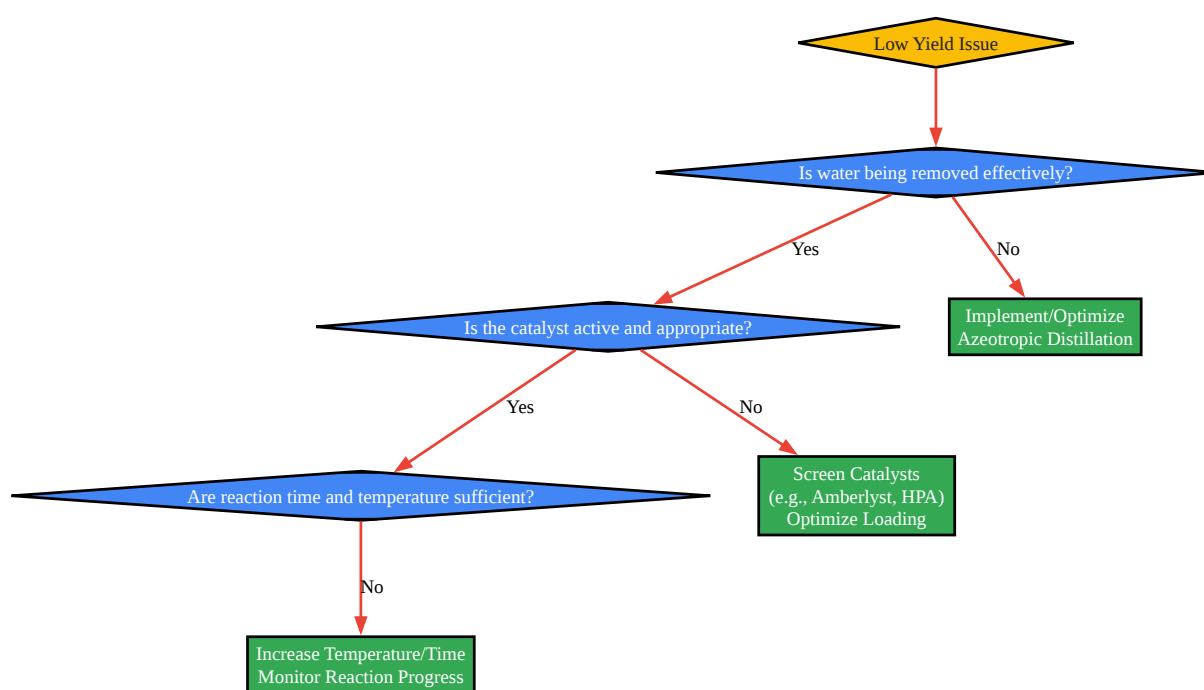 Low Yield Issue
Is water being removed effectively?
Yes
No
Implement/Optimize
Azeotropic Distillation
Is the catalyst active and appropriate?
Yes
No
Screen Catalysts
(e.g., Amberlyst, HPA)
Optimize Loading
Are reaction time and temperature sufficient?
No
Increase Temperature/Time
Monitor Reaction Progress